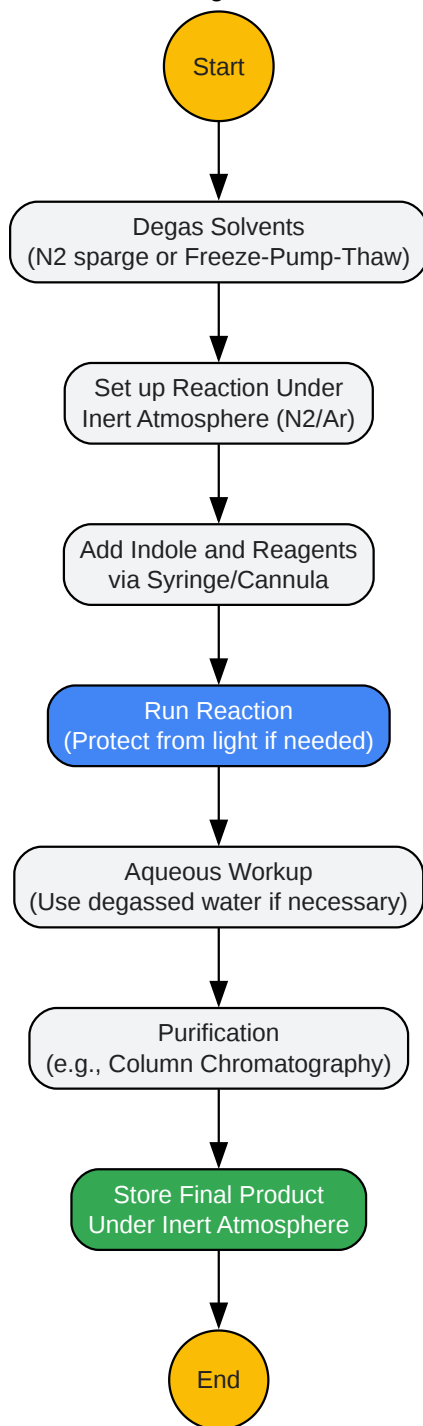 Start
Degas Solvents
(N2 sparge or Freeze-Pump-Thaw)
Set up Reaction Under
Inert Atmosphere (N2/Ar)
Add Indole and Reagents
via Syringe/Cannula
Run Reaction
(Protect from light if needed)
Aqueous Workup
(Use degassed water if necessary)
Purification
(e.g., Column Chromatography)
Store Final Product
Under Inert Atmosphere
End